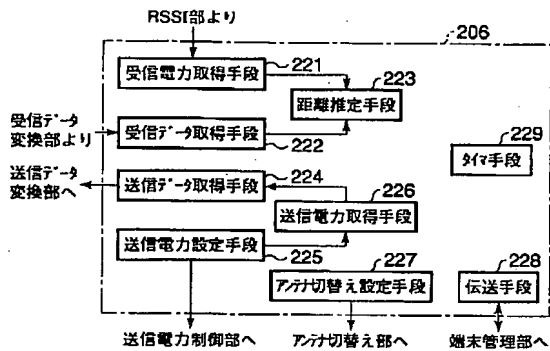 RSSI部より
206
受信電力取得手段
221
223
距離推定手段
受信ﾃﾞｰﾀ
変換部より
受信ﾃﾞｰﾀ取得手段
222
229
ﾀｲﾏ手段
送信ﾃﾞｰﾀ
変換部へ
送信ﾃﾞｰﾀ取得手段
224
226
送信電力取得手段
送信電力設定手段
225
227
ｱﾝﾃﾅ切替え設定手段
228
伝送手段
送信電力制御部へ
ｱﾝﾃﾅ切替え部へ
端末管理部へ